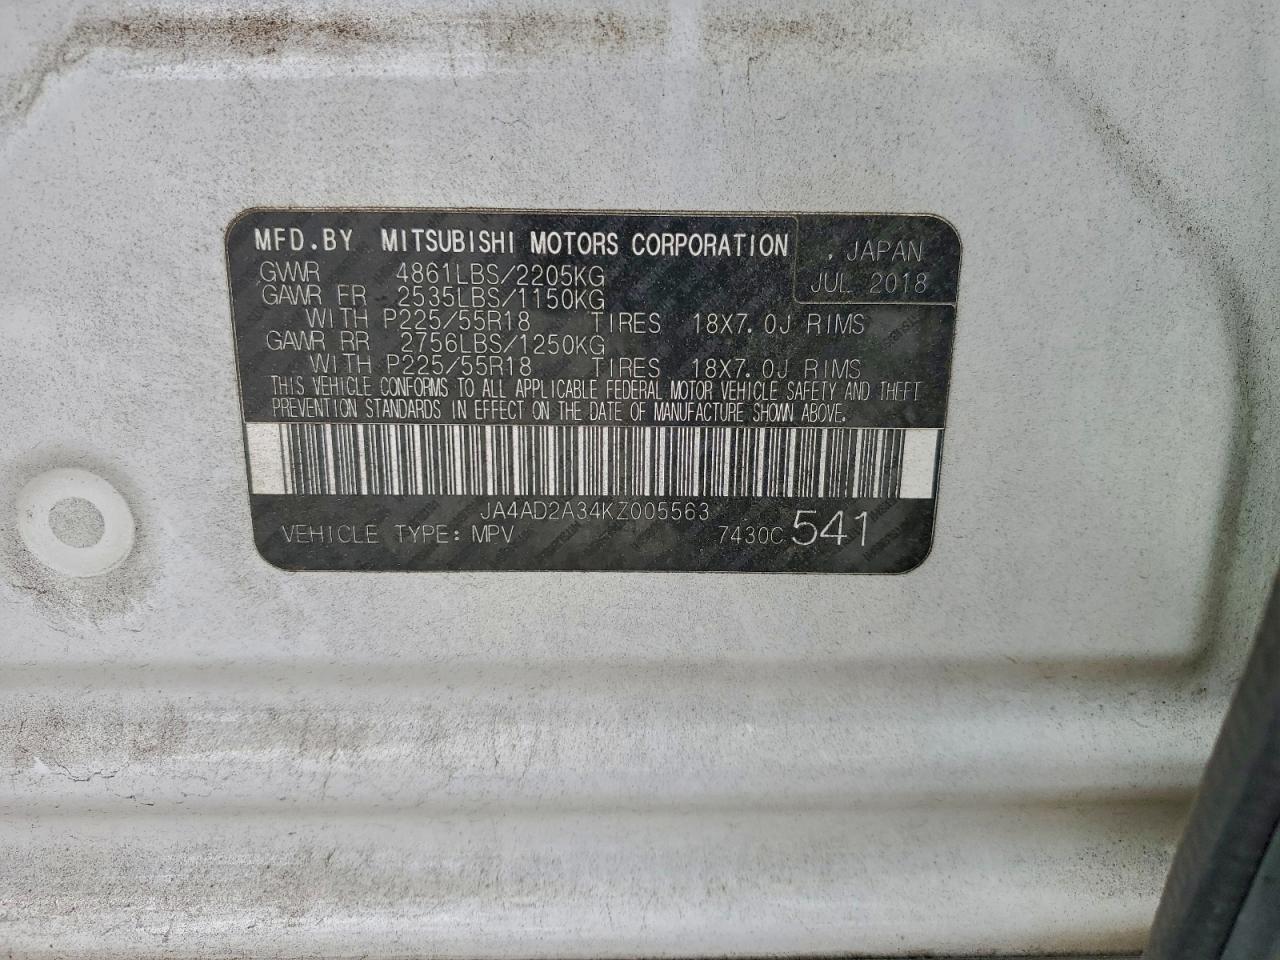 MFD.BY MITSUBISHI MOTORS CORPORATION , JAPAN
JUL 2018
GVWR 4861LBS/2205KG
GAWR FR 2535LBS/1150KG
WITH P225/55R18 TIRES 18X7.0J RIMS
GAWR RR 2756LBS/1250KG
WITH P225/55R18 TIRES 18X7.0J RIMS
THIS VEHICLE CONFORMS TO ALL APPLICABLE FEDERAL MOTOR VEHICLE SAFETY AND THEFT
PREVENTION STANDARDS IN EFFECT ON THE DATE OF MANUFACTURE SHOWN ABOVE.
JA4AD2A34KZ005563
VEHICLE TYPE: MPV 7430C 541